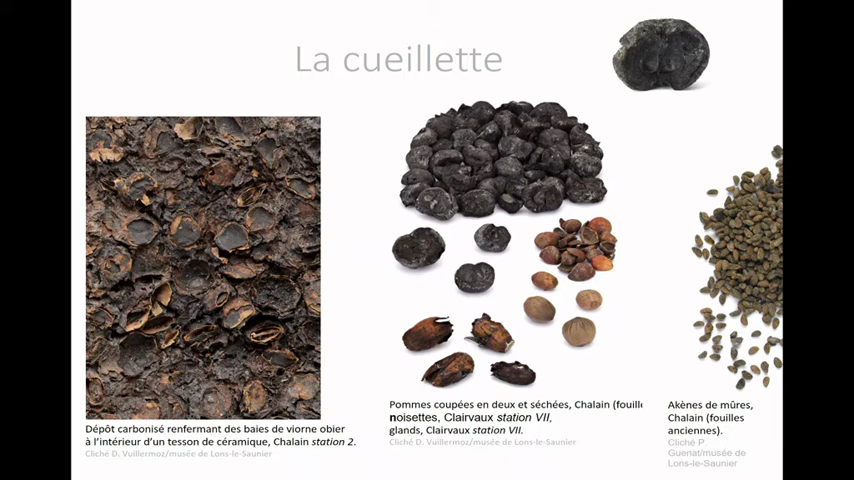 La cueillette
Dépôt carbonisé renfermant des baies de viorne obier
à l'intérieur d'un tesson de céramique, Chalain station 2.
Cliché D. Vuillermoz/musée de Lons-le-Saunier
Pommes coupées en deux et séchées, Chalain (fouille
noisettes, Clairvaux station VII,
glands, Clairvaux station VII.
Cliché D. Vuillermoz/musée de Lons-le-Saunier
Akènes de mûres,
Chalain (fouilles
anciennes).
Cliché P
Guenat/musée de
Lons-le-Saunier